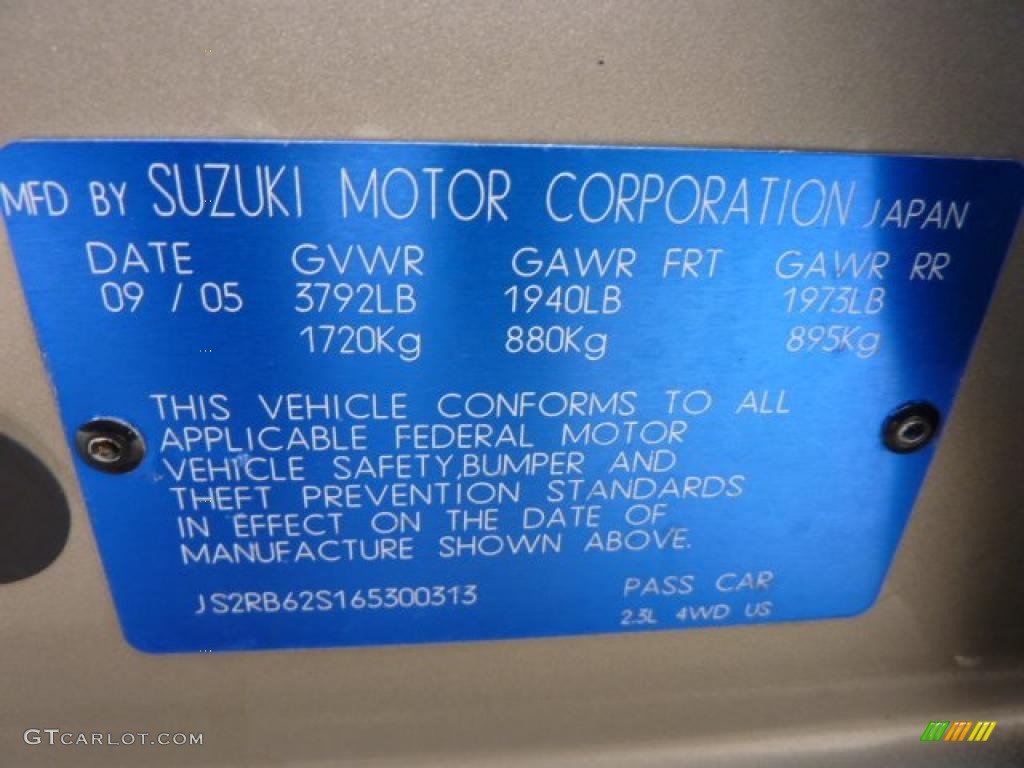 MFD BY SUZUKI MOTOR CORPORATION JAPAN
DATE GVWR GAWR FRT GAWR RR
09 / 05 3792LB 1940LB 1973LB
1720Kg 880Kg 895Kg
THIS VEHICLE CONFORMS TO ALL
APPLICABLE FEDERAL MOTOR
VEHICLE SAFETY,BUMPER AND
THEFT PREVENTION STANDARDS
IN EFFECT ON THE DATE OF
MANUFACTURE SHOWN ABOVE.
JS2RB62S165300313 PASS CAR
2.3L 4WD US
GTCARLOT.COM